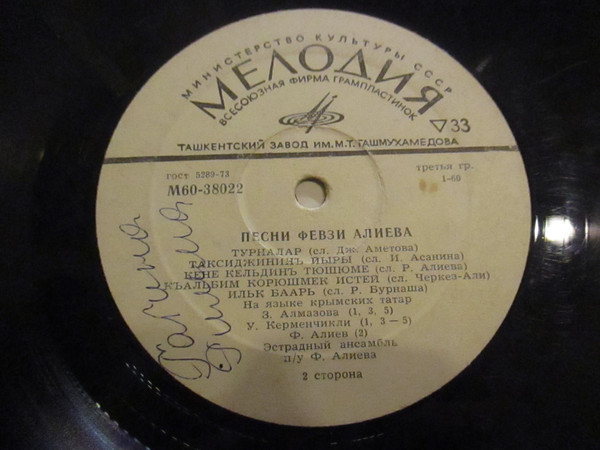 МИНИСТЕРСТВО КУЛЬТУРЫ СССР
МЕЛОДИЯ
ВСЕСОЮЗНАЯ ФИРМА ГРАМПЛАСТИНОК
▽33
ТАШКЕНТСКИЙ ЗАВОД ИМ. М. Т. ТАШМУХАМЕДОВА
гост 5289-73
третья гр.
М60-38022
1-60
ПЕСНИ ФЕВЗИ АЛИЕВА
ТУРНАЛАР (сл. Дж. Аметова)
ТАКСИДЖИНИНЪ ЙЫРЫ (сл. И. Асанина)
КЕНЕ КЕЛЬДИНЪ ТЮШЮМЕ (сл. Р. Алиева)
КЪАЛЬБИМ КОРЮШМЕК ИСТЕЙ (сл. Черкез-Али)
ИЛЬК БААРЬ (сл. Р. Бурнаша)
На языке крымских татар
З. Алмазова (1, 3, 5)
У. Керменчикли (1, 3—5)
Ф. Алиев (2)
Эстрадный ансамбль
п/у Ф. Алиева
2 сторона